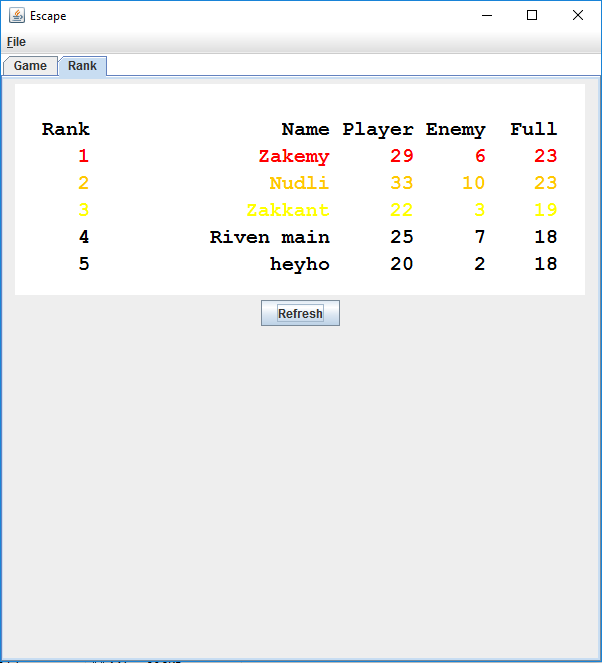 Escape
File
Game Rank
Rank Name Player Enemy Full
1 Zakemy 29 6 23
2 Nudli 33 10 23
3 Zakkant 22 3 19
4 Riven main 25 7 18
5 heyho 20 2 18
Refresh